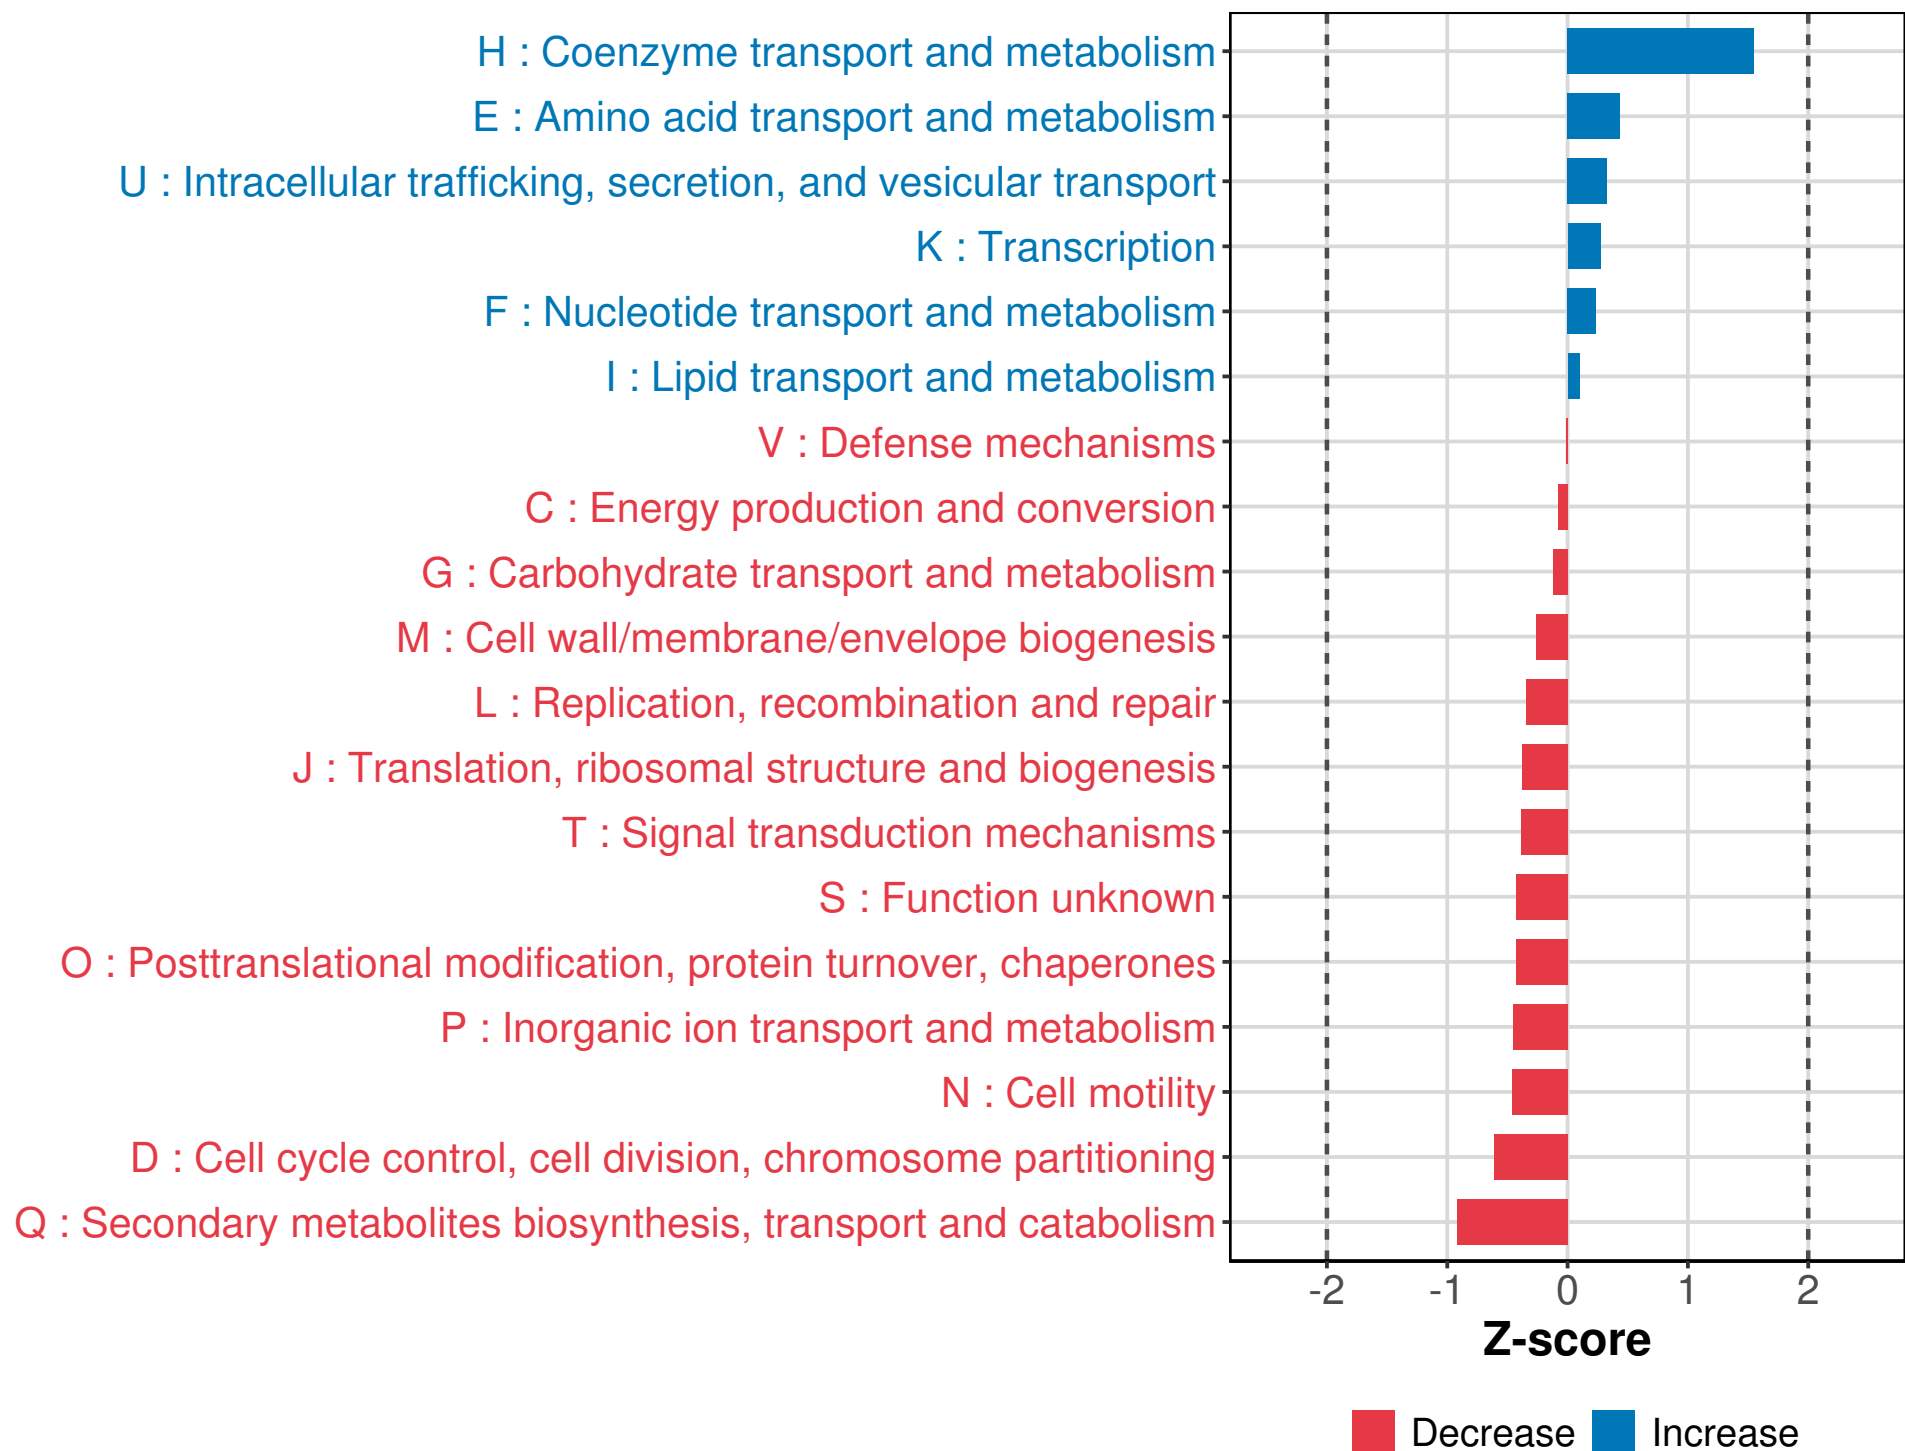 H : Coenzyme transport and metabolism
E : Amino acid transport and metabolism
U : Intracellular trafficking, secretion, and vesicular transport
K : Transcription
F : Nucleotide transport and metabolism
I : Lipid transport and metabolism
V : Defense mechanisms
C : Energy production and conversion
G : Carbohydrate transport and metabolism
M : Cell wall/membrane/envelope biogenesis
L : Replication, recombination and repair
J : Translation, ribosomal structure and biogenesis
T : Signal transduction mechanisms
S : Function unknown
O : Posttranslational modification, protein turnover, chaperones
P : Inorganic ion transport and metabolism
N : Cell motility
D : Cell cycle control, cell division, chromosome partitioning
Q : Secondary metabolites biosynthesis, transport and catabolism
-2 -1 0 1 2
Z-score
Decrease Increase